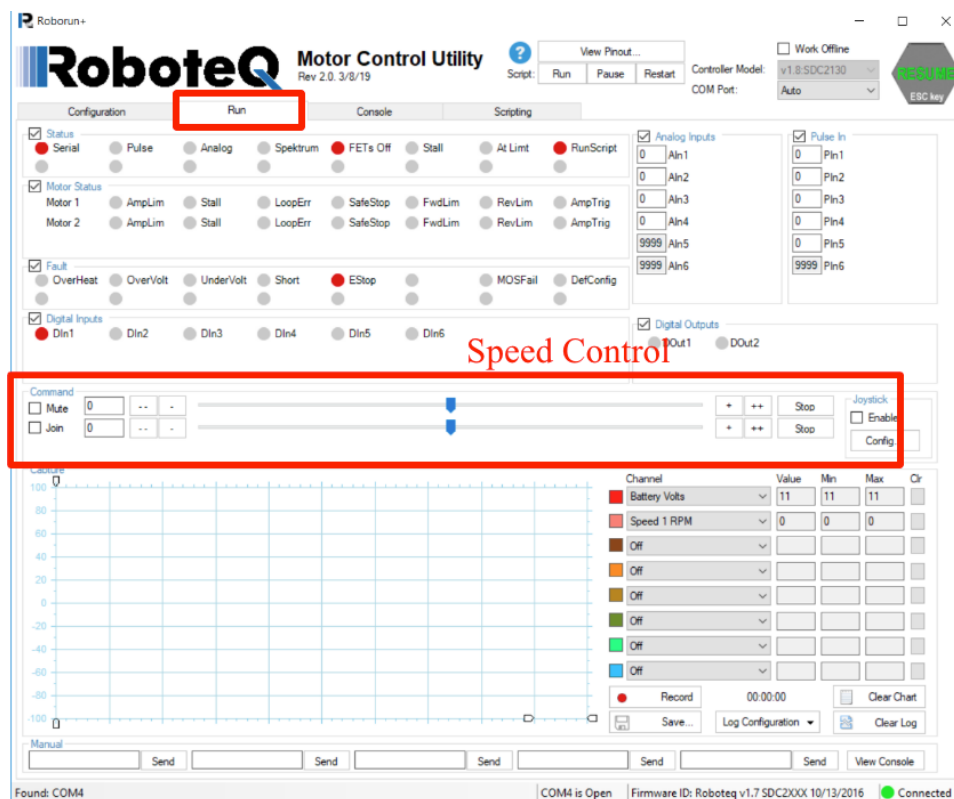 Roborun+
RoboteQ
Motor Control Utility
Rev 2.0. 3/8/19
?
Script:
View Pinout...
Run Pause Restart
Work Offline
Controller Model: v1.8:SDC2130
COM Port: Auto
RESUME
ESC key
Configuration Run Console Scripting
Status
Serial Pulse Analog Spektrum FETs Off Stall At Limt RunScript
Motor Status
Motor 1 AmpLim Stall LoopErr SafeStop FwdLim RevLim AmpTrig
Motor 2 AmpLim Stall LoopErr SafeStop FwdLim RevLim AmpTrig
Fault
OverHeat OverVolt UnderVolt Short EStop MOSFail DefConfig
Digital Inputs
DIn1 DIn2 DIn3 DIn4 DIn5 DIn6
Analog Inputs
0 AIn1
0 AIn2
0 AIn3
0 AIn4
9999 AIn5
9999 AIn6
Pulse In
0 PIn1
0 PIn2
0 PIn3
0 PIn4
0 PIn5
9999 PIn6
Digital Outputs
DOut1 DOut2
Speed Control
Command
Mute 0 -- - + ++ Stop
Join 0 -- - + ++ Stop
Joystick
Enable
Config.
Capture
100
80
60
40
20
0
-20
-40
-60
-80
-100
Channel Value Min Max Clr
Battery Volts 11 11 11
Speed 1 RPM 0 0 0
Off
Off
Off
Off
Off
Off
Record 00:00:00 Clear Chart
Save... Log Configuration Clear Log
Manual
Send Send Send Send Send View Console
Found: COM4
COM4 is Open
Firmware ID: Roboteq v1.7 SDC2XXX 10/13/2016
Connected